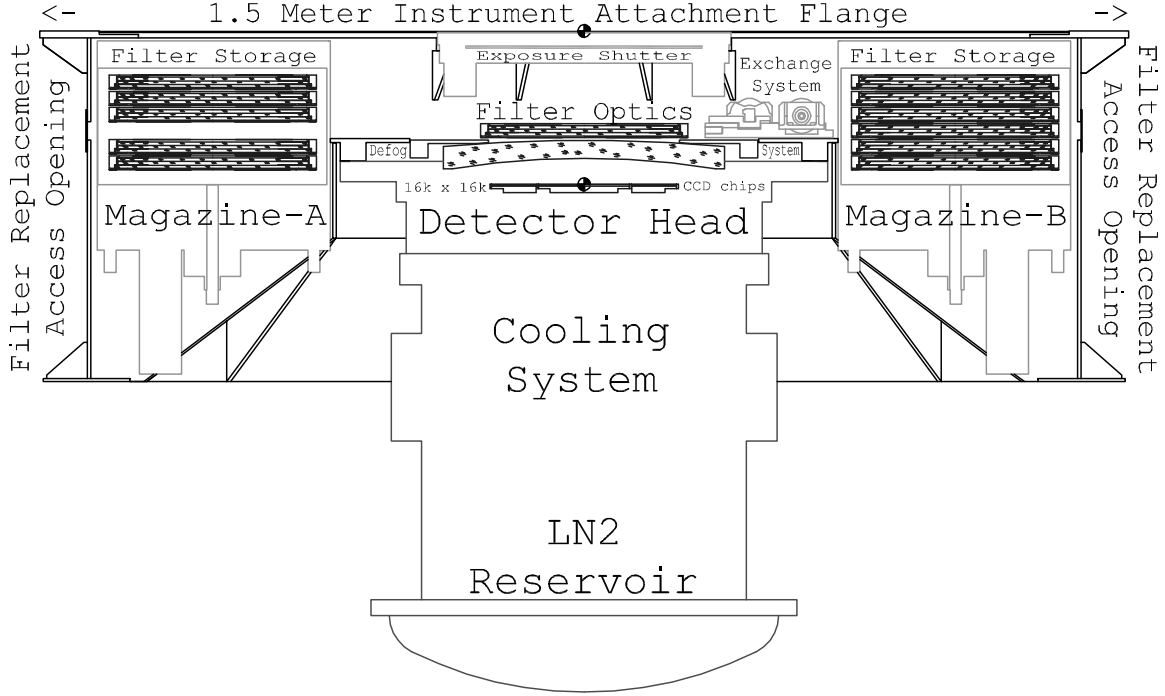 <- 1.5 Meter Instrument Attachment Flange ->
Filter Replacement
Access Opening
Filter Storage
Exposure Shutter
Exchange
System
Filter Storage
Filter Replacement
Access Opening
Filter Optics
Defog
System
16k x 16k
CCD chips
Magazine-A
Detector Head
Magazine-B
Cooling
System
LN2
Reservoir